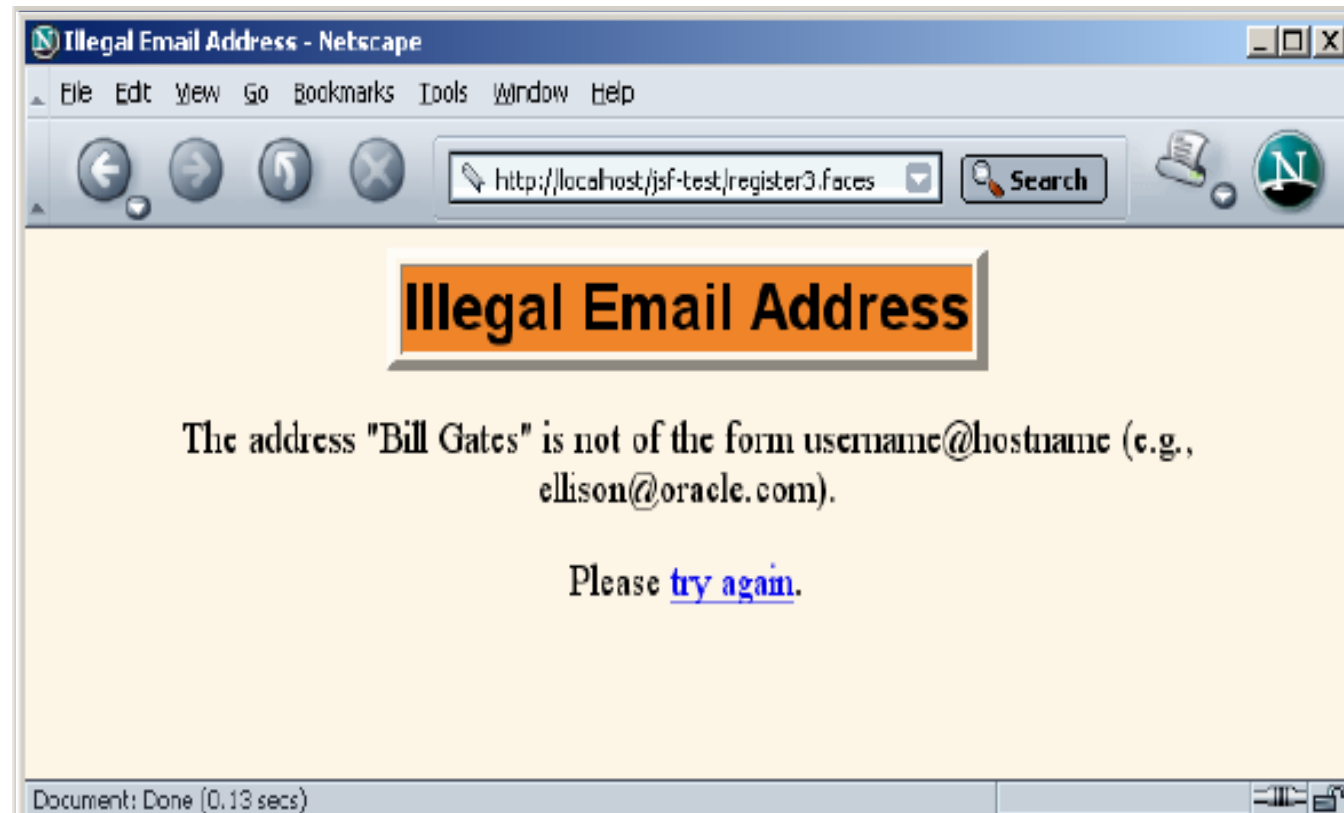 Illegal Email Address - Netscape
File Edit View Go Bookmarks Tools Window Help
http://localhost/jsf-test/register3.faces Search N
Illegal Email Address
The address "Bill Gates" is not of the form username@hostname (e.g.,
ellison@oracle.com).
Please try again.
Document: Done (0.13 secs)